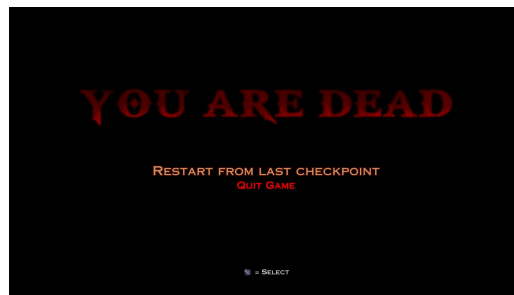 YOU ARE DEAD
RESTART FROM LAST CHECKPOINT
QUIT GAME
= SELECT